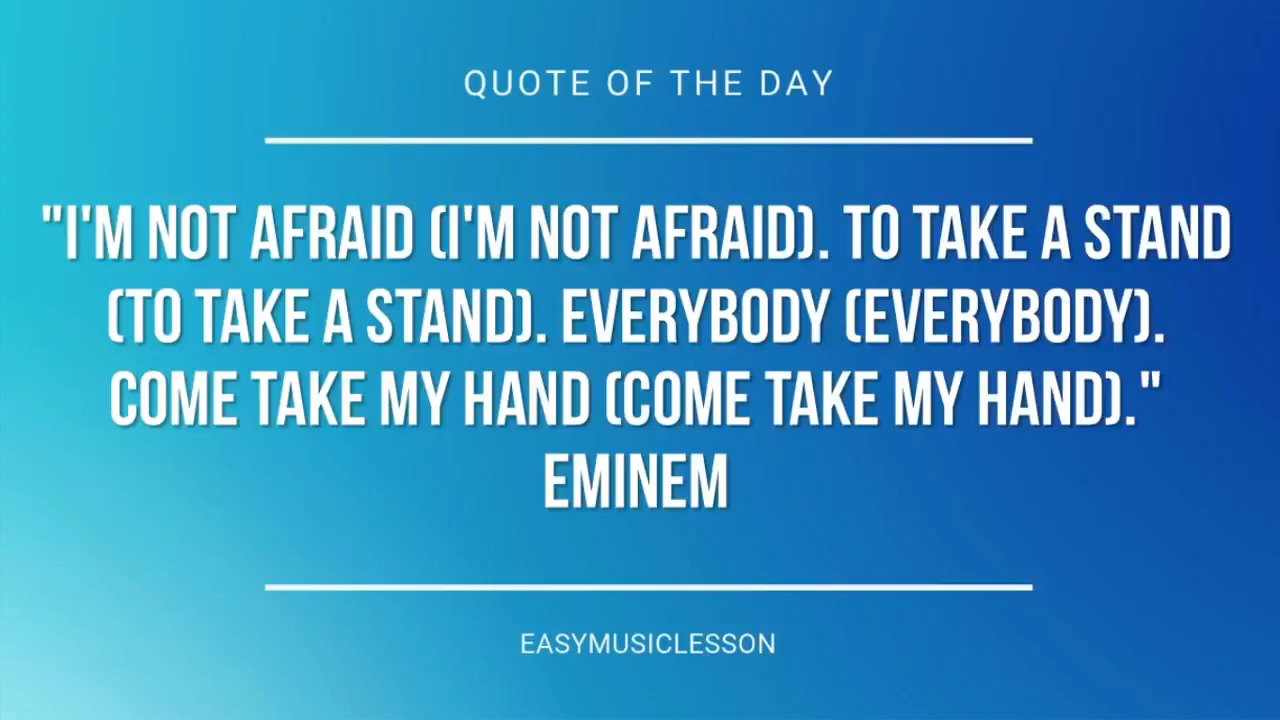 QUOTE OF THE DAY
"I'M NOT AFRAID (I'M NOT AFRAID). TO TAKE A STAND
(TO TAKE A STAND). EVERYBODY (EVERYBODY).
COME TAKE MY HAND (COME TAKE MY HAND)."
EMINEM
EASYMUSICLESSON